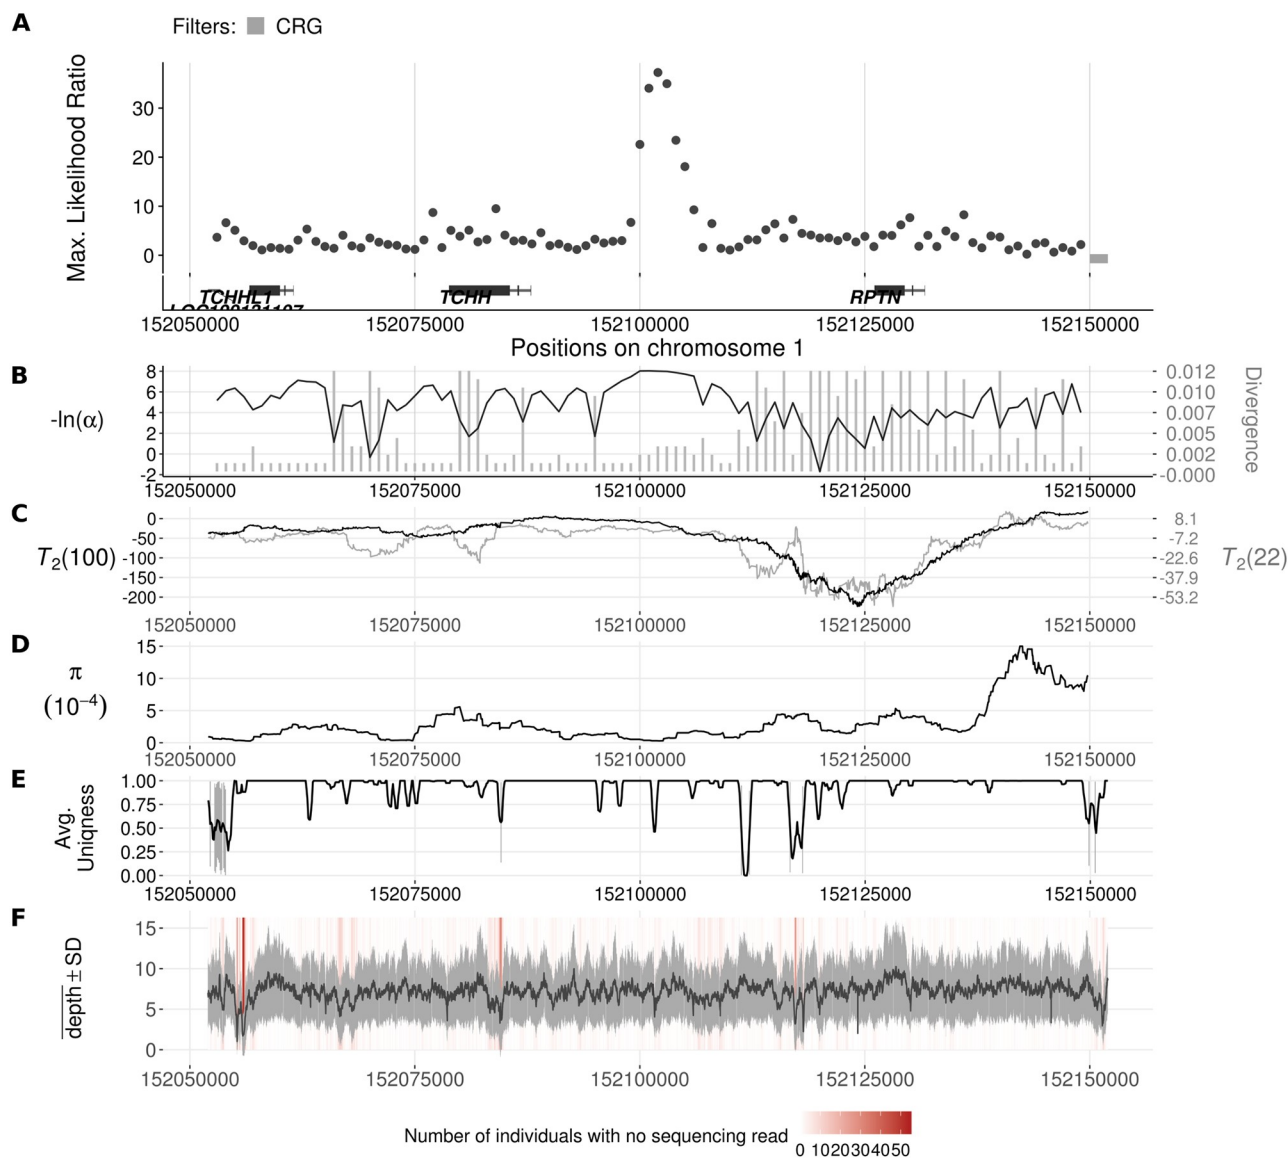 A
Filters: CRG
Max. Likelihood Ratio
30
20
10
0
TCHHL1
TCHH
RPTN
152050000 152075000 152100000 152125000 152150000
Positions on chromosome 1
B
-ln(α)
8
6
4
2
0
-2
0.012
0.010
0.007
0.005
0.002
-0.000
Divergence
152050000 152075000 152100000 152125000 152150000
C
T2(100)
0
-50
-100
-150
-200
8.1
-7.2
-22.6
-37.9
-53.2
T2(22)
152050000 152075000 152100000 152125000 152150000
D
π
(10⁻⁴)
15
10
5
0
152050000 152075000 152100000 152125000 152150000
E
Avg.
Uniqness
1.00
0.75
0.50
0.25
0.00
152050000 152075000 152100000 152125000 152150000
F
depth ± SD
15
10
5
0
152050000 152075000 152100000 152125000 152150000
Number of individuals with no sequencing read
0 1020304050